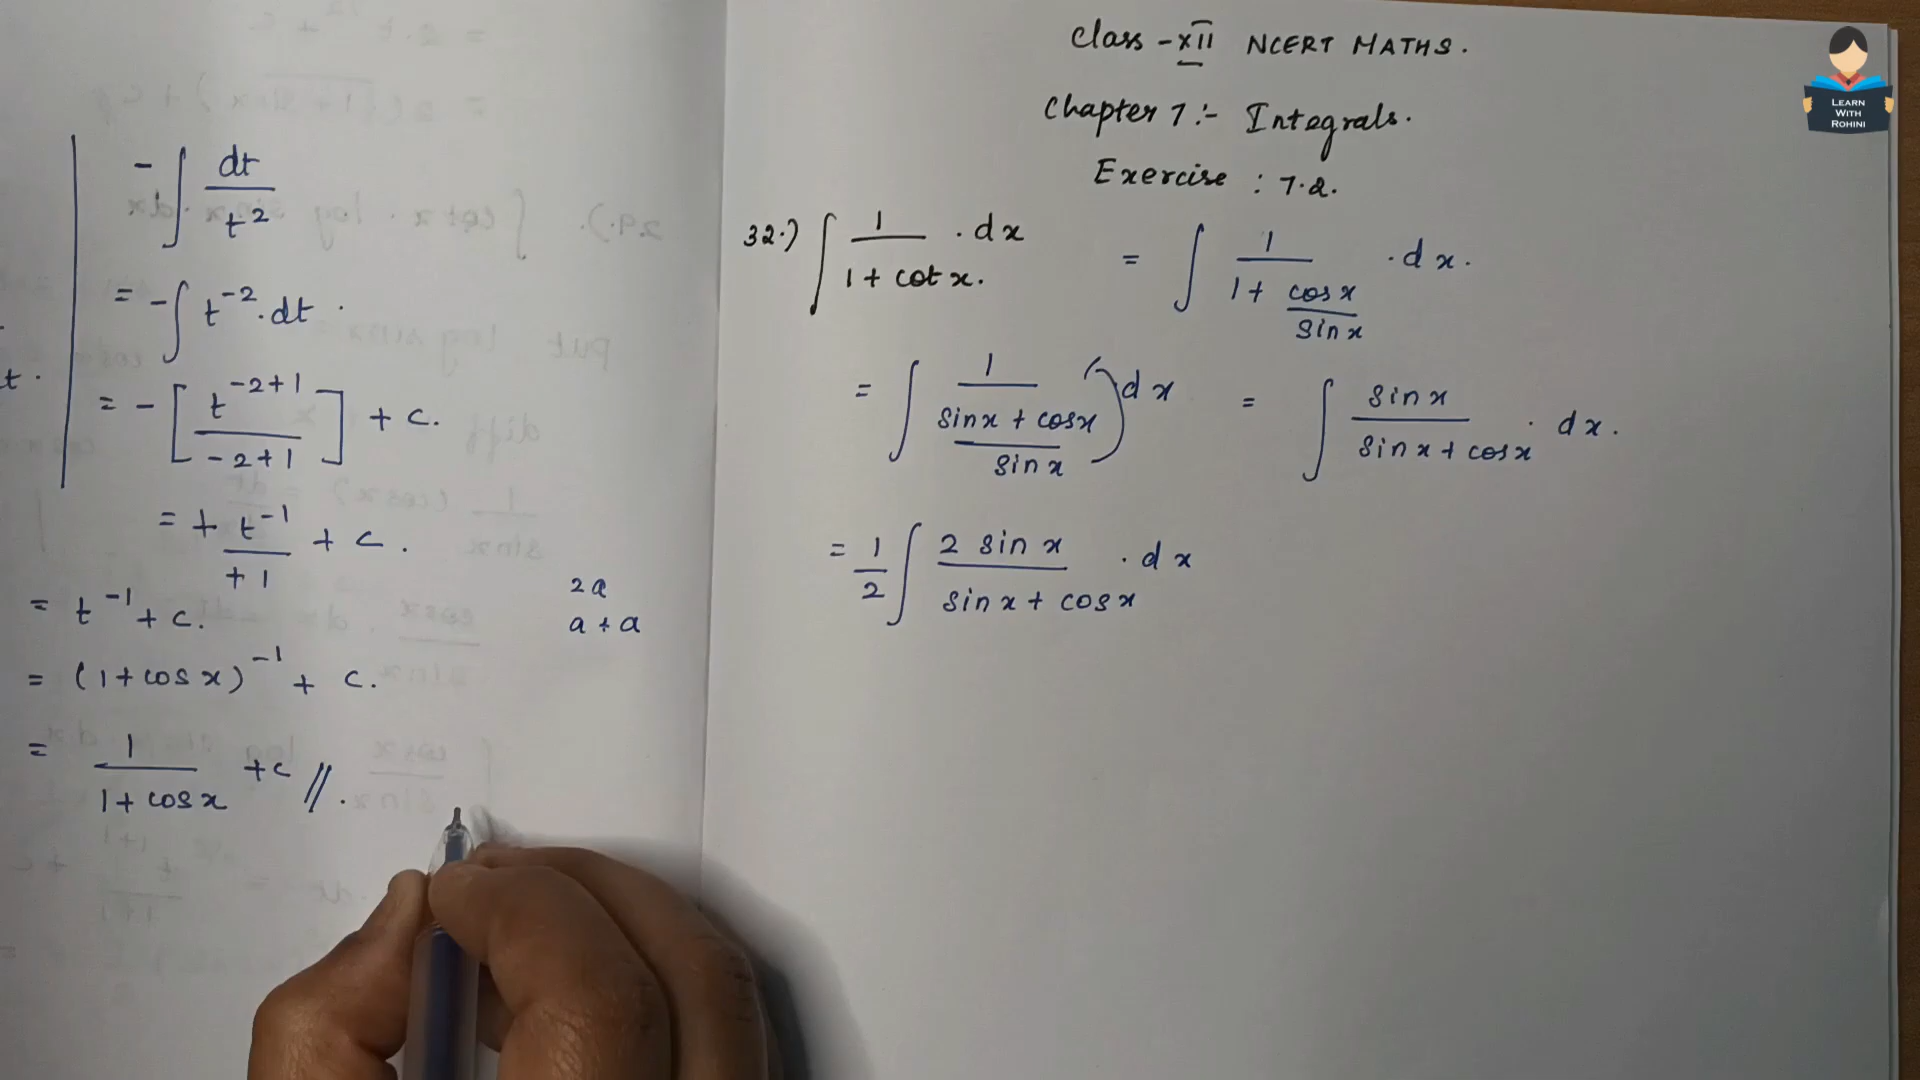 - ∫ dt / t²
= - ∫ t^-2 . dt .
t .
= - [ t^-2+1 / -2+1 ] + c.
= + t^-1 / +1 + c .
= t^-1 + c.
= (1 + cos x)^-1 + c.
= 1 / 1 + cos x + c // .
2a
a + a
Class - XII NCERT MATHS.
Chapter 7 :- Integrals.
Exercise : 7.2.
32.) ∫ 1 / 1 + cot x. . dx = ∫ 1 / 1 + cos x / sin x . dx.
= ∫ 1 / sin x + cos x / sin x dx = ∫ sin x / sin x + cos x . dx.
= 1/2 ∫ 2 sin x / sin x + cos x . dx
LEARN
WITH
ROHINI